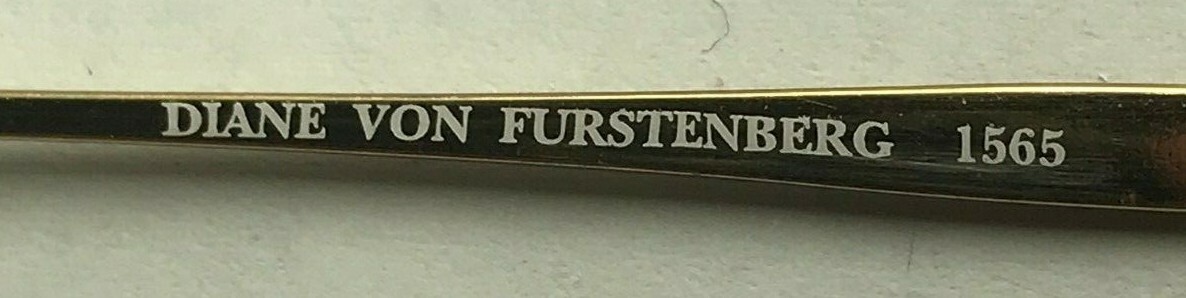 DIANE VON FURSTENBERG 1565